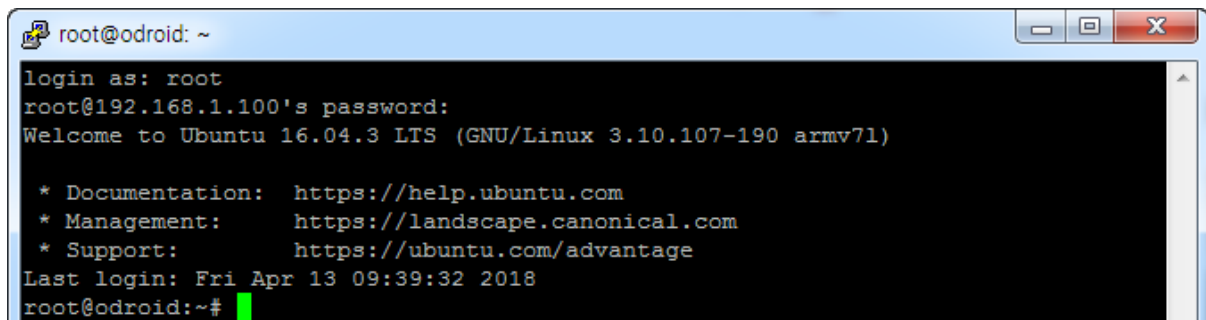 root@odroid: ~
login as: root
root@192.168.1.100's password:
Welcome to Ubuntu 16.04.3 LTS (GNU/Linux 3.10.107-190 armv7l)
 * Documentation:  https://help.ubuntu.com
 * Management:     https://landscape.canonical.com
 * Support:        https://ubuntu.com/advantage
Last login: Fri Apr 13 09:39:32 2018
root@odroid:~#